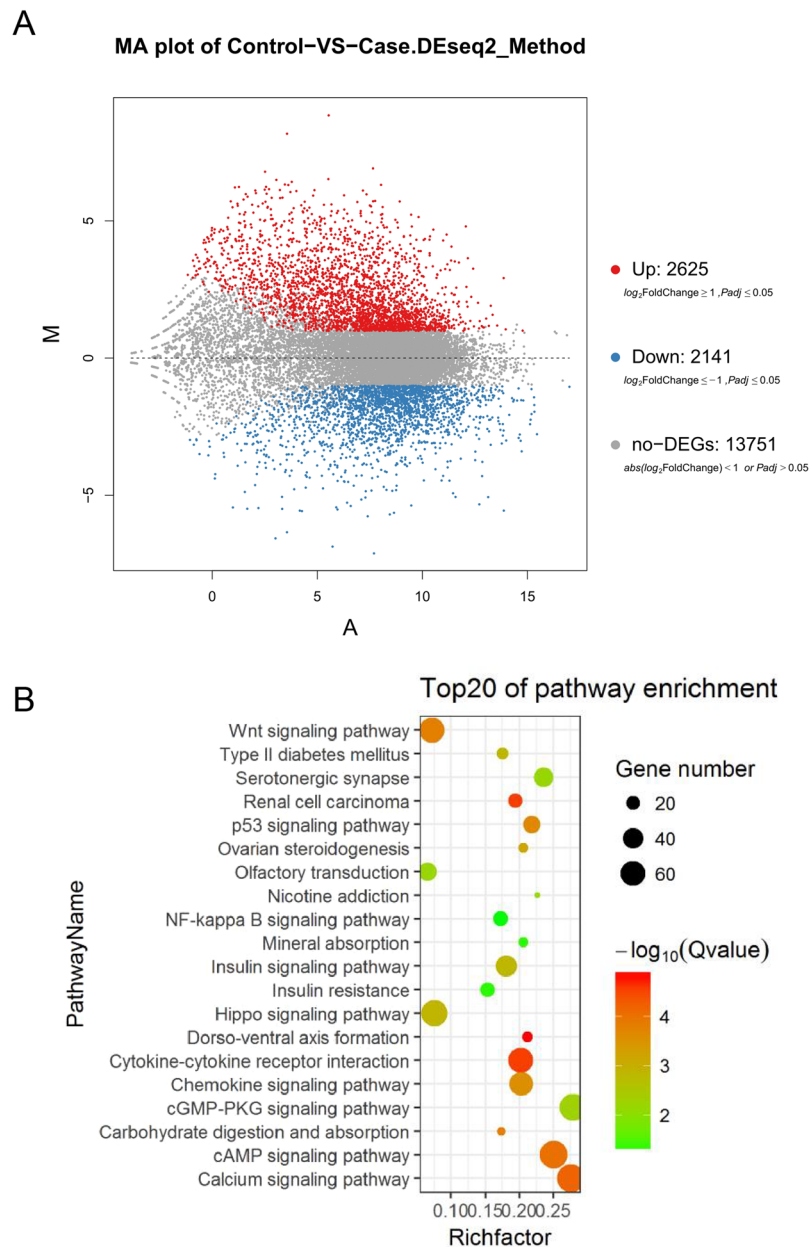 A
MA plot of Control−VS−Case.DEseq2_Method
M
5
0
−5
0 5 10 15
A
Up: 2625
log2FoldChange ≥ 1 ,Padj ≤ 0.05
Down: 2141
log2FoldChange ≤ −1 ,Padj ≤ 0.05
no−DEGs: 13751
abs(log2FoldChange) < 1 or Padj > 0.05
B
Top20 of pathway enrichment
PathwayName
Wnt signaling pathway
Type II diabetes mellitus
Serotonergic synapse
Renal cell carcinoma
p53 signaling pathway
Ovarian steroidogenesis
Olfactory transduction
Nicotine addiction
NF-kappa B signaling pathway
Mineral absorption
Insulin signaling pathway
Insulin resistance
Hippo signaling pathway
Dorso-ventral axis formation
Cytokine-cytokine receptor interaction
Chemokine signaling pathway
cGMP-PKG signaling pathway
Carbohydrate digestion and absorption
cAMP signaling pathway
Calcium signaling pathway
0.10 0.15 0.20 0.25
Richfactor
Gene number
20
40
60
−log10(Qvalue)
4
3
2